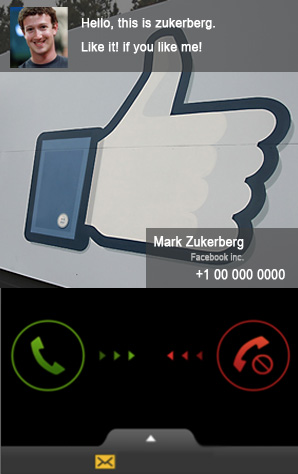 Hello, this is zukerberg.
Like it! if you like me!
Mark Zukerberg
Facebook Inc.
+1 00 000 0000